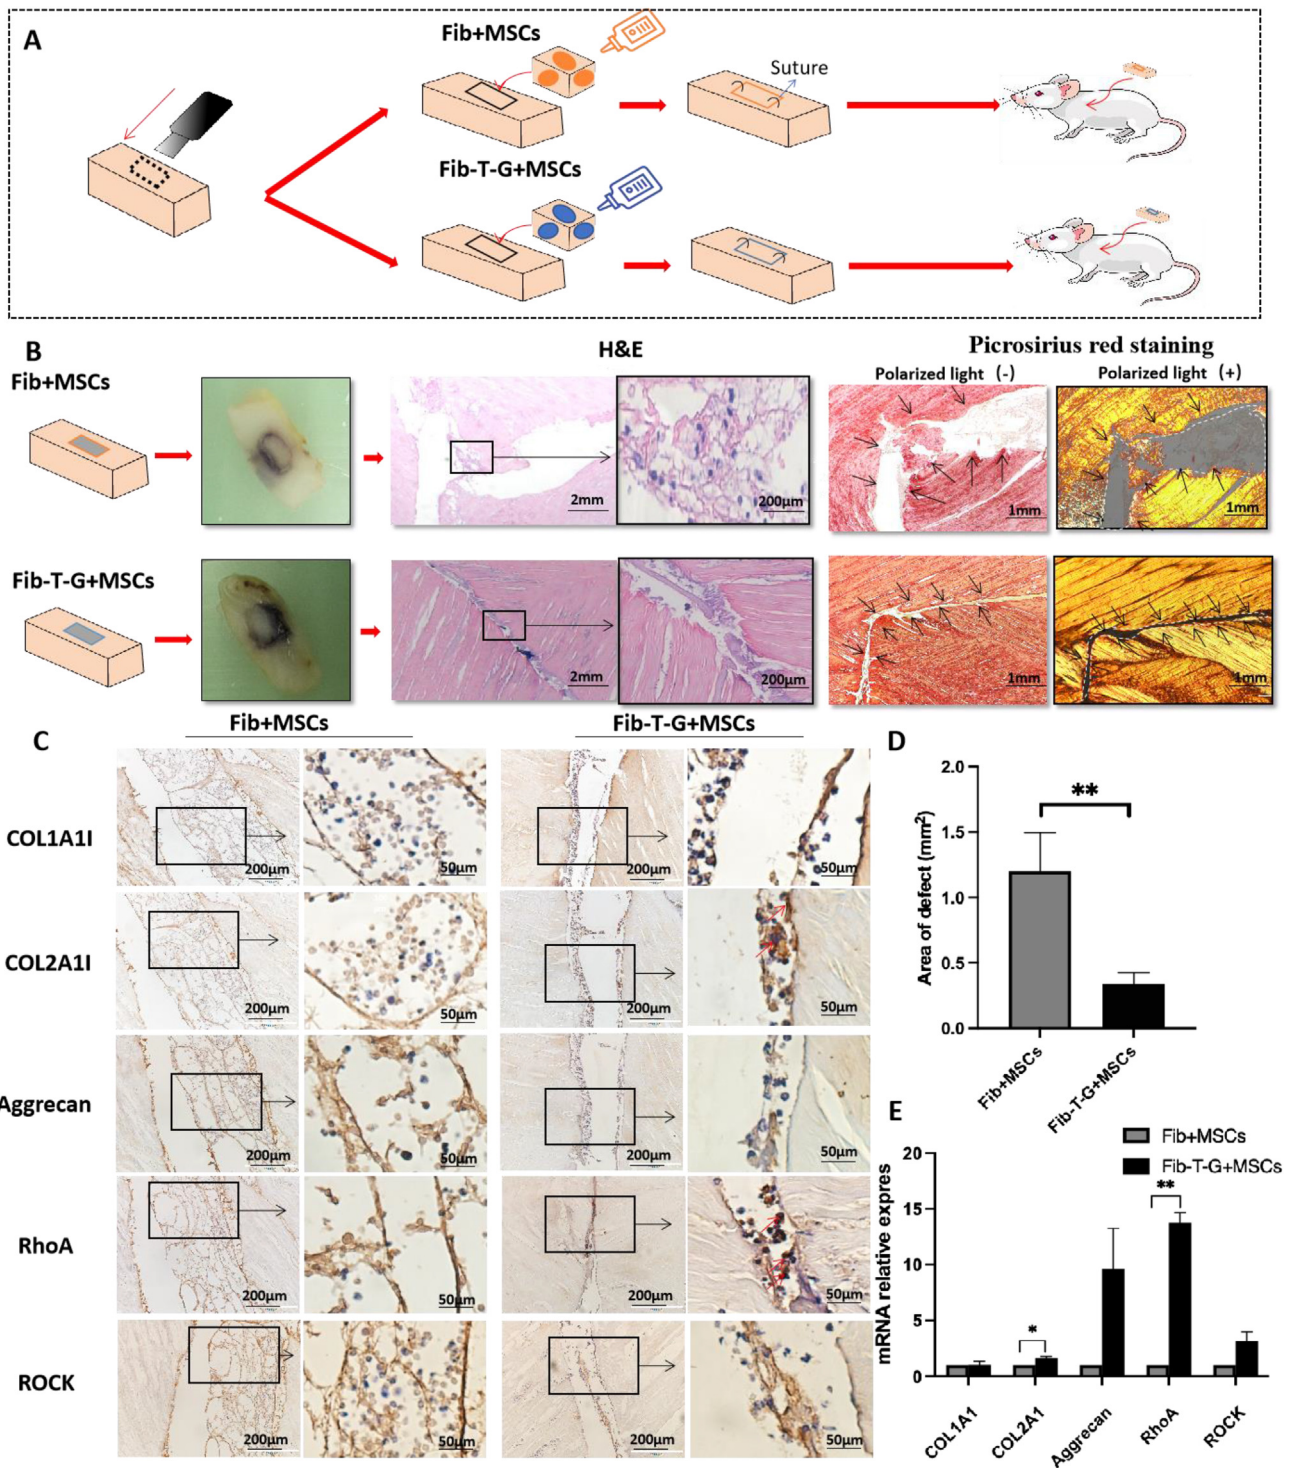 A
Fib+MSCs
Suture
Fib-T-G+MSCs
B
H&E
Picrosirius red staining
Fib+MSCs
Polarized light (-)
Polarized light (+)
2mm
200μm
1mm
1mm
Fib-T-G+MSCs
2mm
200μm
1mm
1mm
C
Fib+MSCs
Fib-T-G+MSCs
COL1A1I
200μm
50μm
200μm
50μm
COL2A1I
200μm
50μm
200μm
50μm
Aggrecan
200μm
50μm
200μm
50μm
RhoA
200μm
50μm
200μm
50μm
ROCK
200μm
50μm
200μm
50μm
D
Area of defect (mm²)
2.0
1.5
1.0
0.5
0.0
**
Fib+MSCs
Fib-T-G+MSCs
E
Fib+MSCs
Fib-T-G+MSCs
mRNA relative expres
20
15
10
5
0
*
**
COL1A1
COL2A1
Aggrecan
RhoA
ROCK